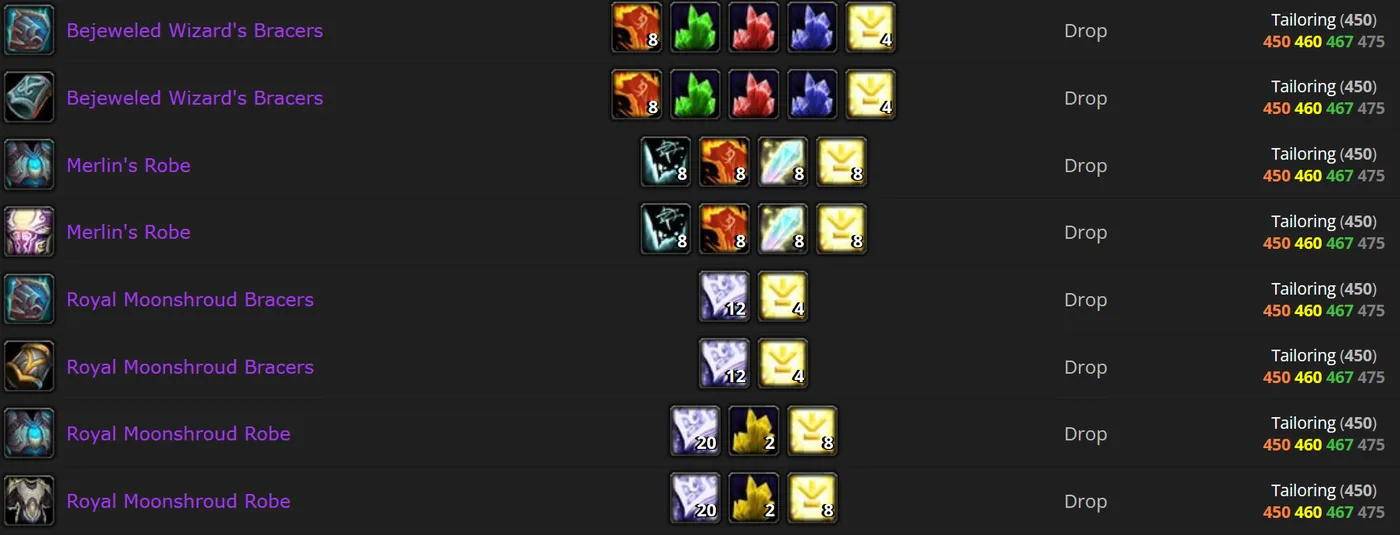 Bejeweled Wizard's Bracers 8 4 Drop Tailoring (450)
450 460 467 475
Bejeweled Wizard's Bracers 8 4 Drop Tailoring (450)
450 460 467 475
Merlin's Robe 8 8 8 8 Drop Tailoring (450)
450 460 467 475
Merlin's Robe 8 8 8 8 Drop Tailoring (450)
450 460 467 475
Royal Moonshroud Bracers 12 4 Drop Tailoring (450)
450 460 467 475
Royal Moonshroud Bracers 12 4 Drop Tailoring (450)
450 460 467 475
Royal Moonshroud Robe 20 2 8 Drop Tailoring (450)
450 460 467 475
Royal Moonshroud Robe 20 2 8 Drop Tailoring (450)
450 460 467 475